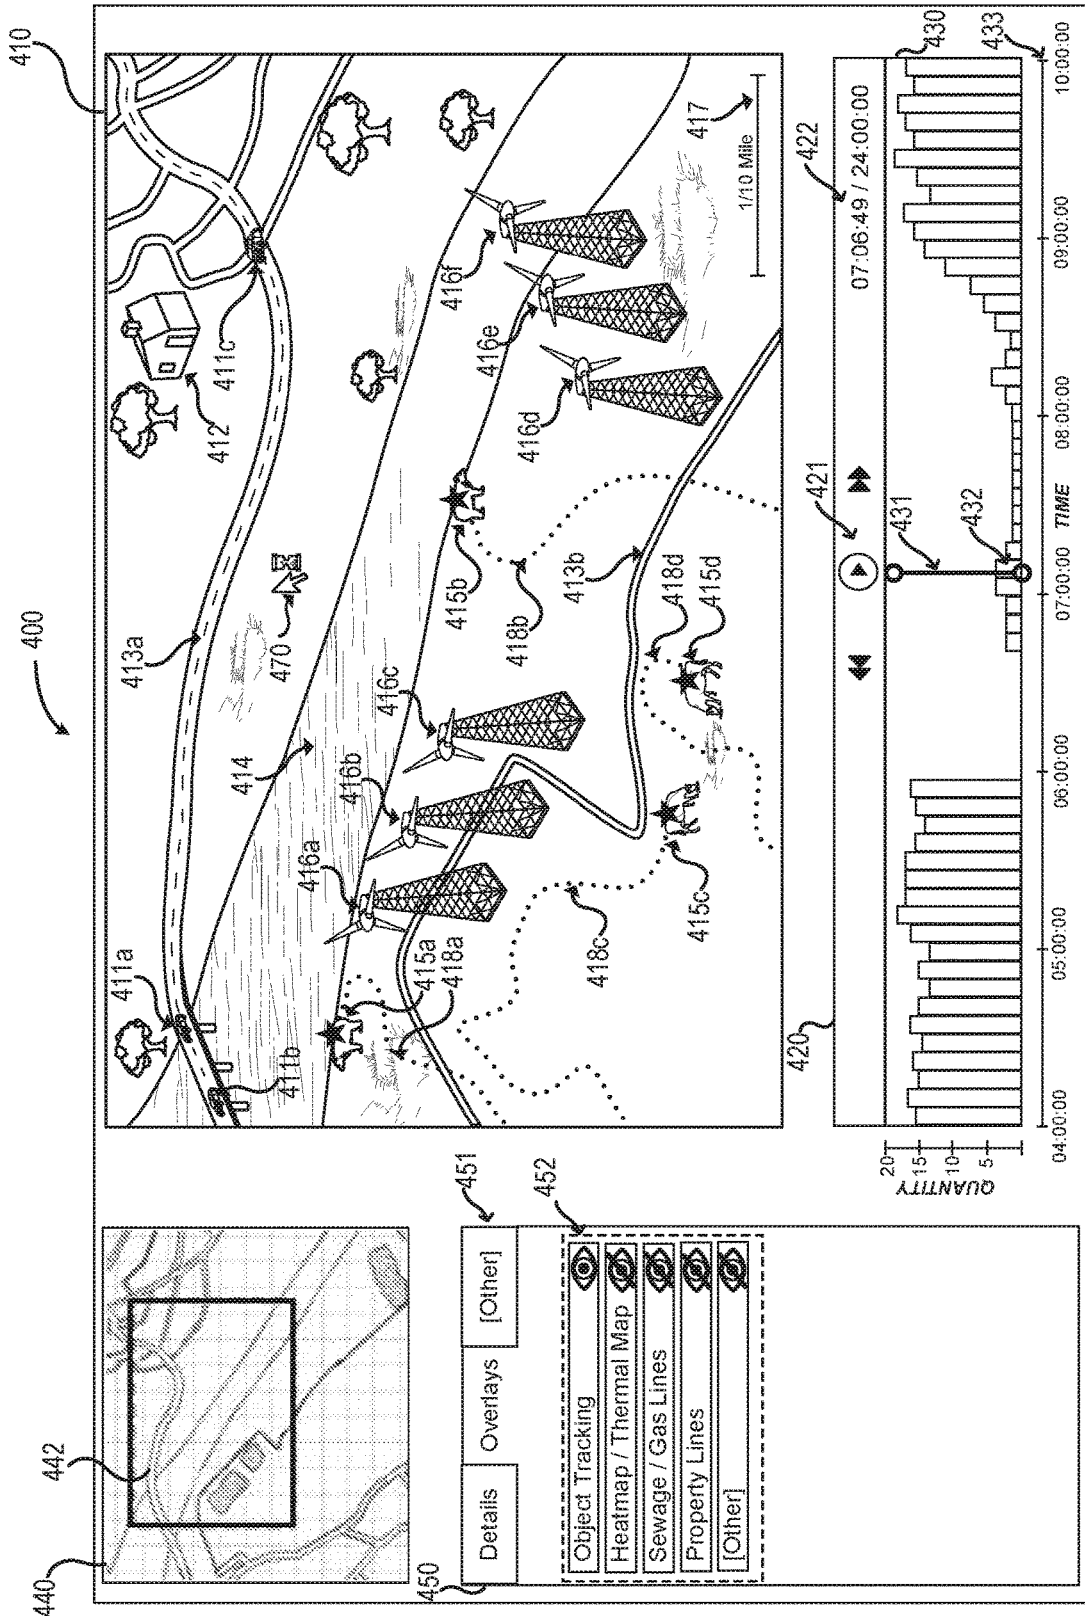 400
410
440
442
413a
414
470
411a
411b
412
411c
416a
416b
416c
415a
418a
415b
418b
416d
416e
416f
413b
418c
415c
418d
415d
417
1/10 Mile
450
451
Details
Overlays
[Other]
452
Object Tracking
Heatmap / Thermal Map
Sewage / Gas Lines
Property Lines
[Other]
420
421
422
07:06:49 / 24:00:00
430
431
432
433
QUANTITY
20
15
10
5
04:00:00
05:00:00
06:00:00
07:00:00
TIME
08:00:00
09:00:00
10:00:00